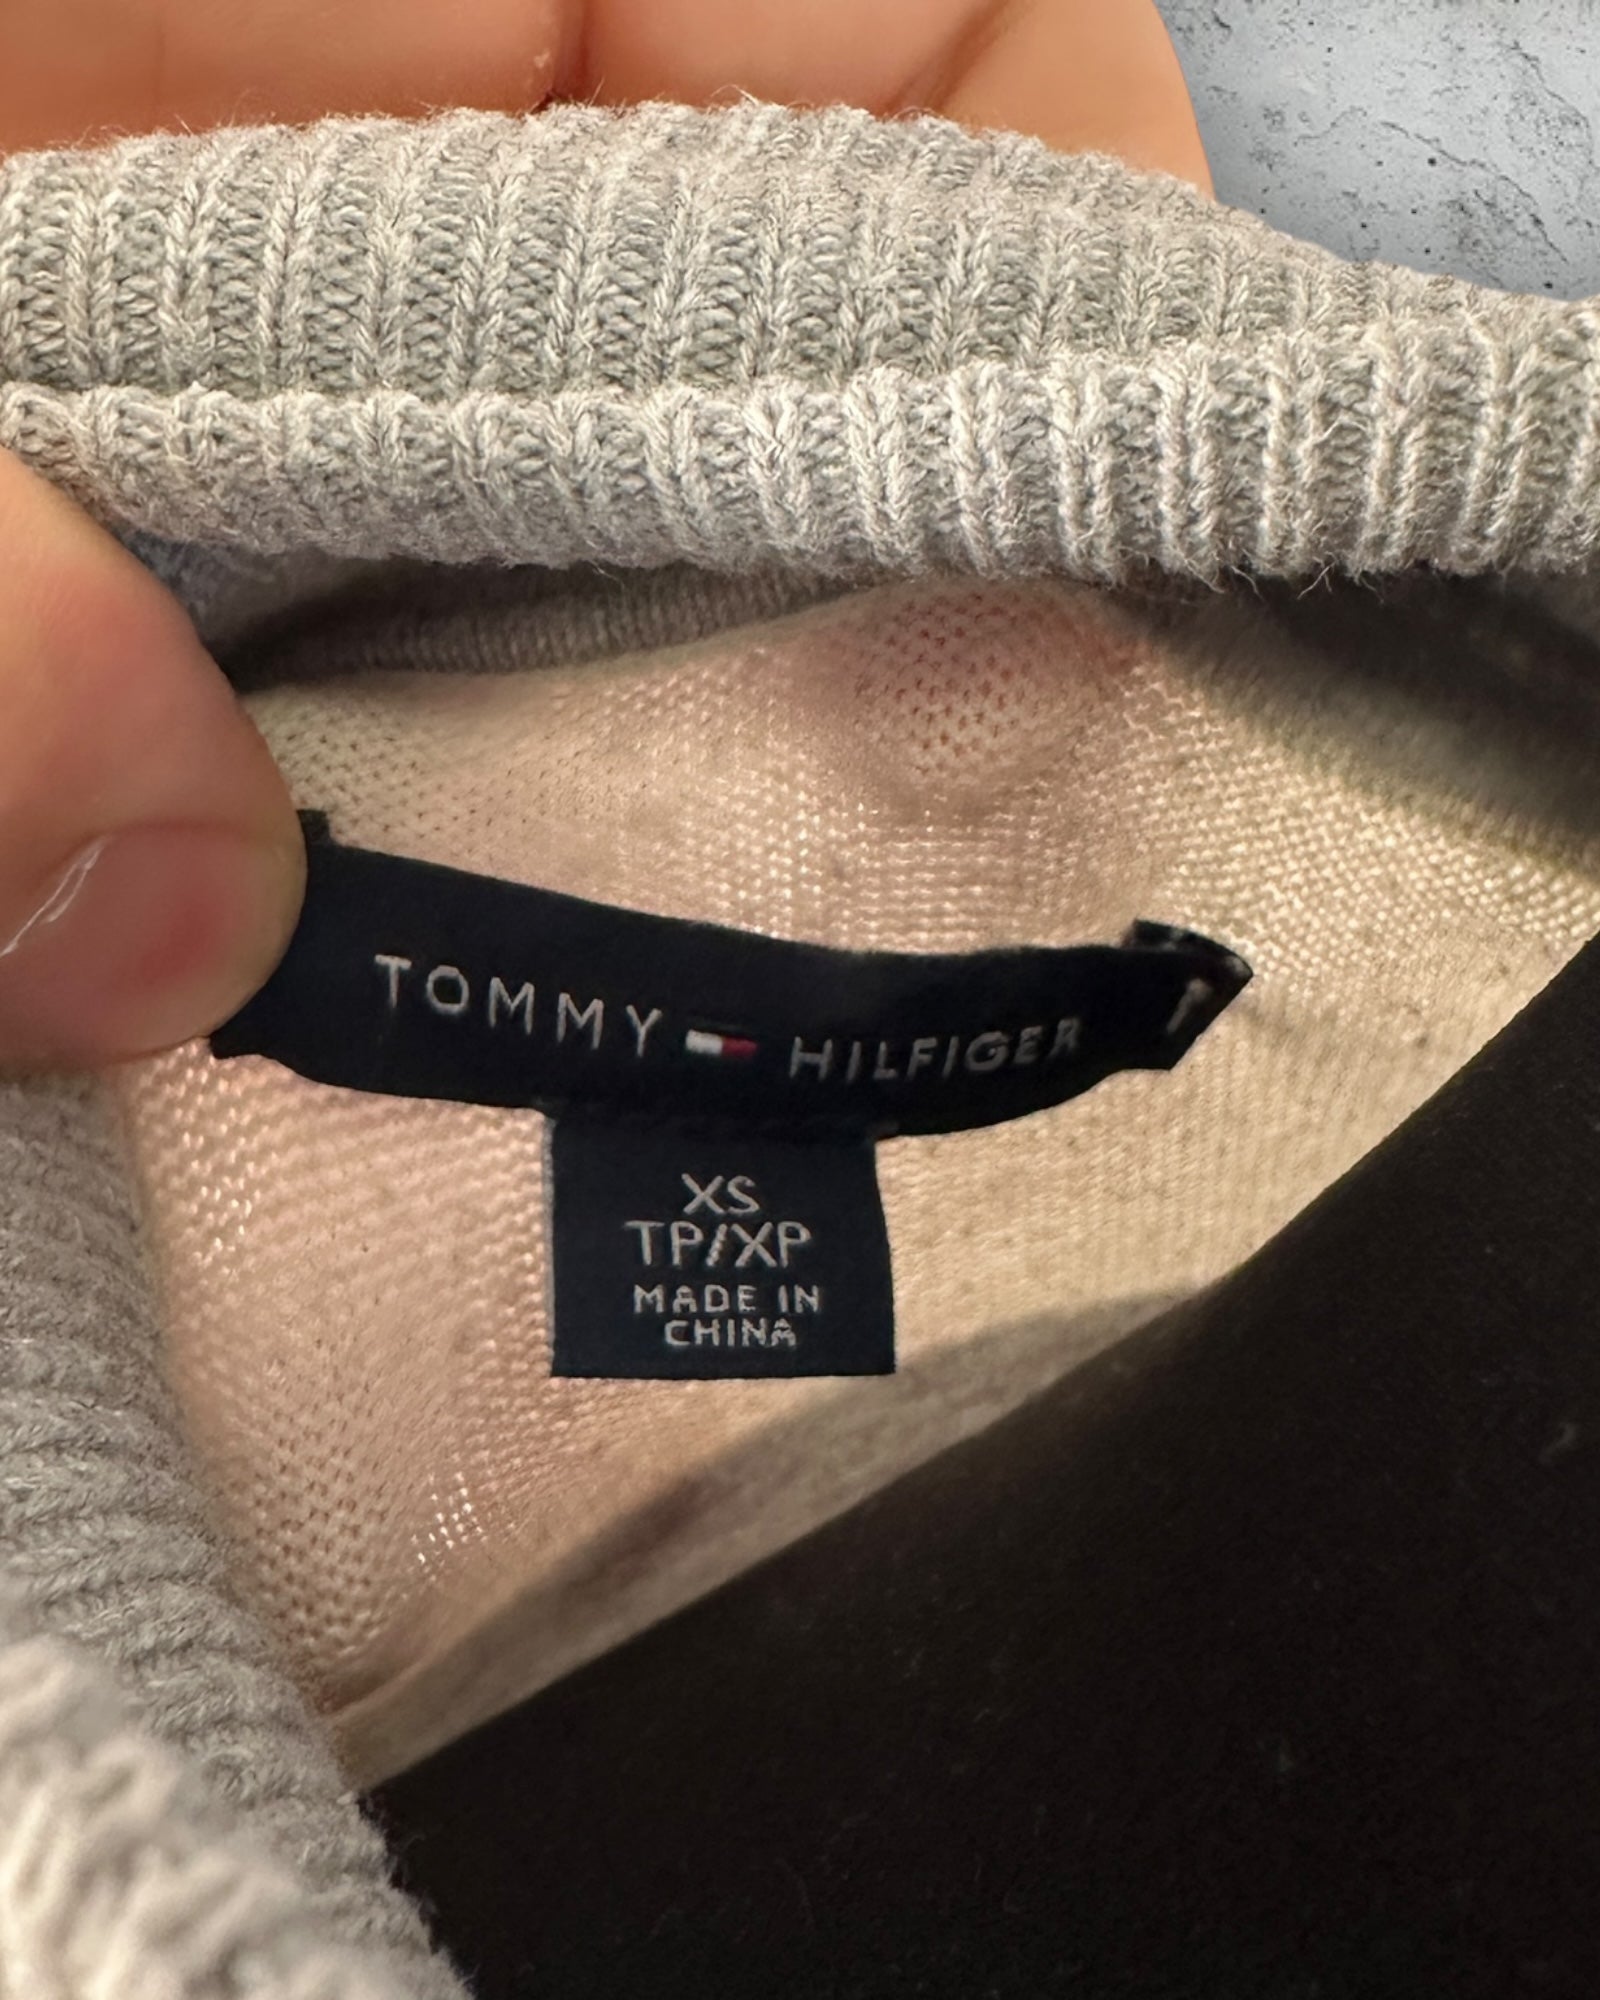 TOMMY HILFIGER
XS
TP/XP
MADE IN
CHINA